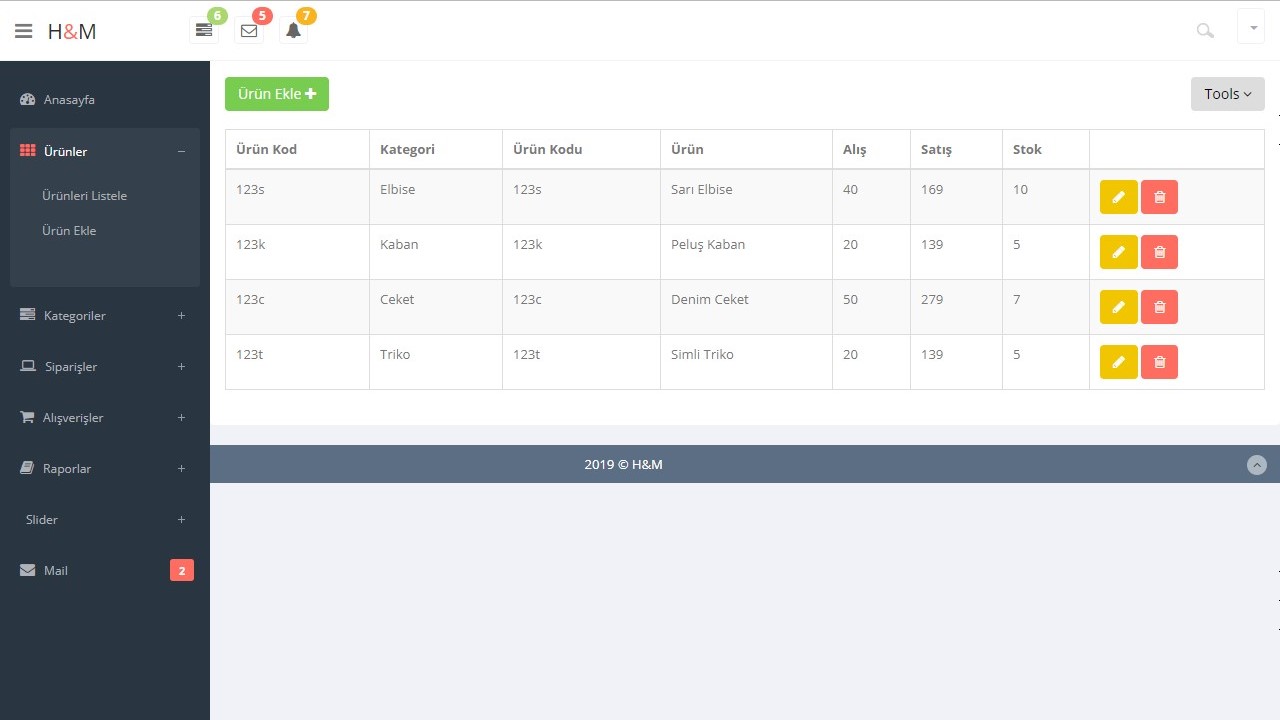 H&M
6
5
7
Anasayfa
Ürünler
Ürünleri Listele
Ürün Ekle
Kategoriler
Siparişler
Alışverişler
Raporlar
Slider
Mail 2
Ürün Ekle
Tools
Ürün Kod Kategori Ürün Kodu Ürün Alış Satış Stok
123s Elbise 123s Sarı Elbise 40 169 10
123k Kaban 123k Peluş Kaban 20 139 5
123c Ceket 123c Denim Ceket 50 279 7
123t Triko 123t Simli Triko 20 139 5
2019 © H&M